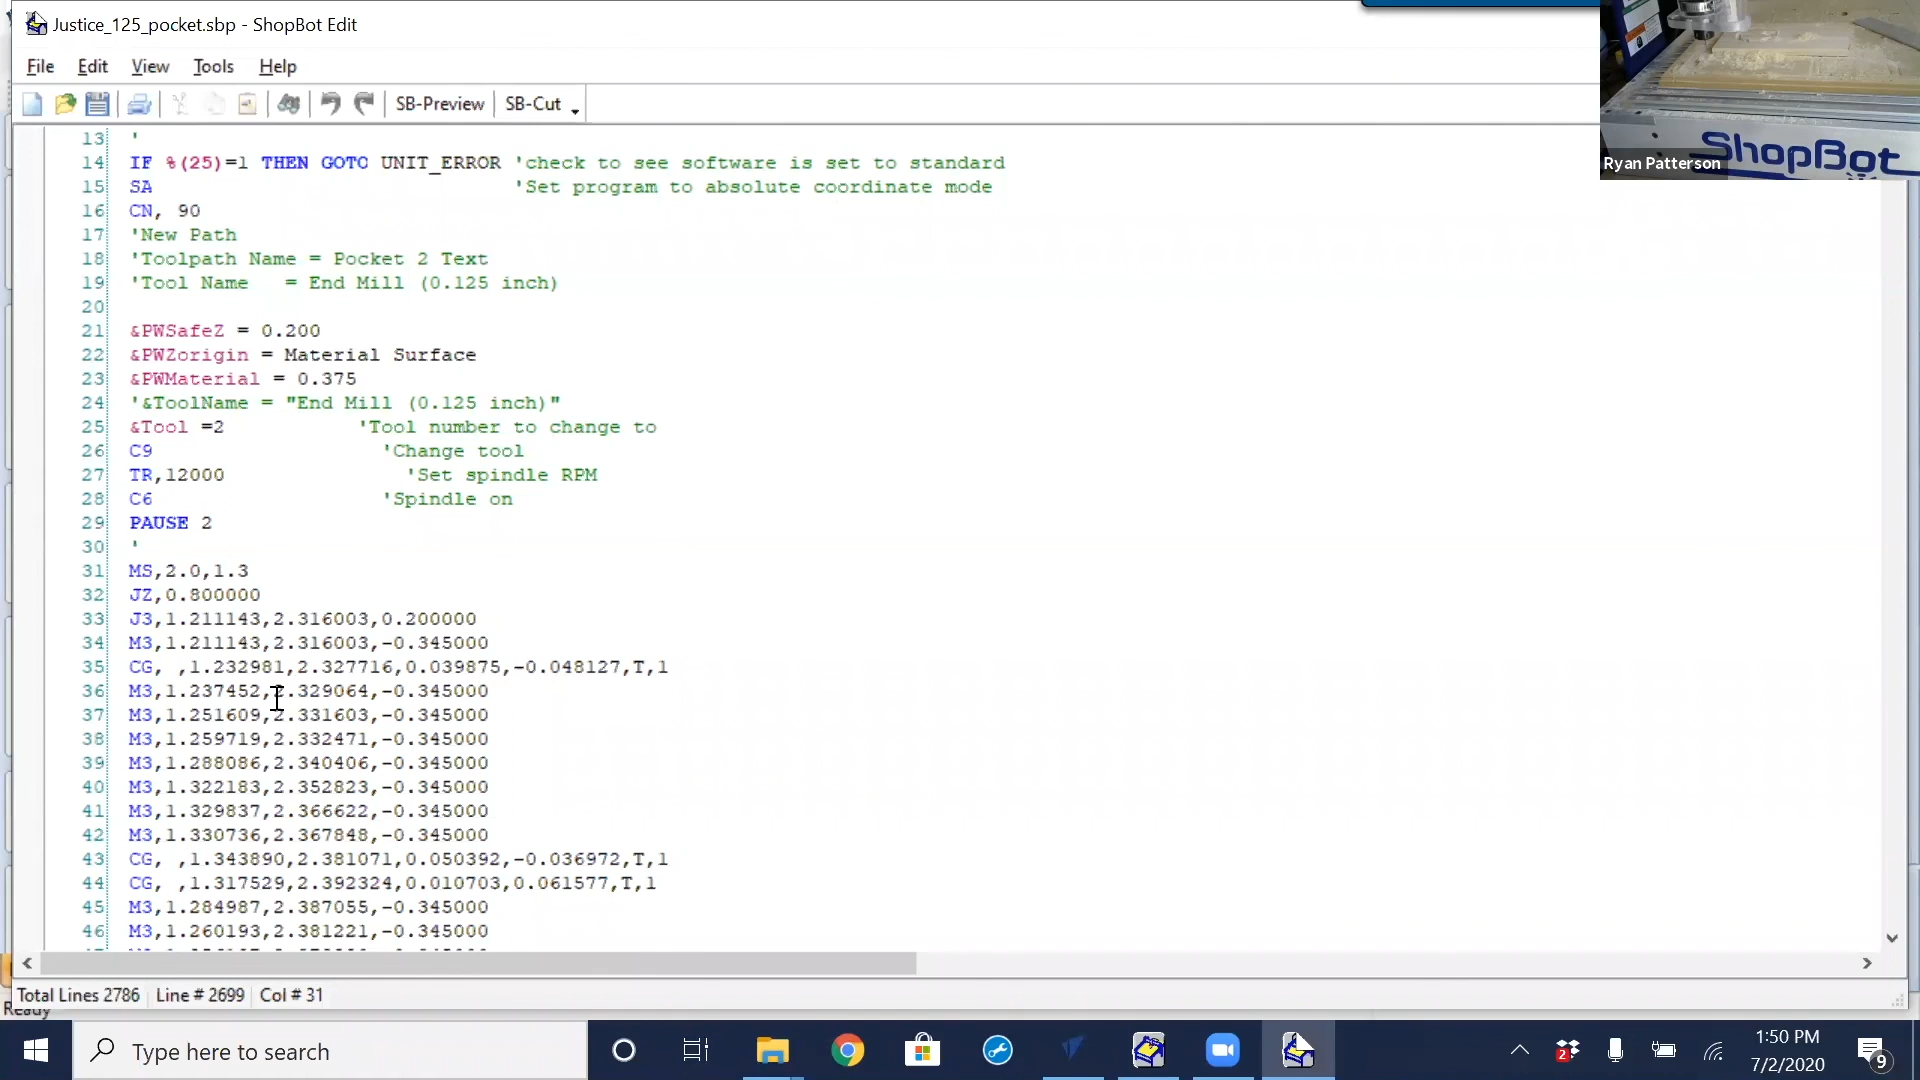 Justice_125_pocket.sbp - ShopBot Edit
File Edit View Tools Help
SB-Preview SB-Cut
13 '
14 IF %(25)=1 THEN GOTO UNIT_ERROR 'check to see software is set to standard
15 SA 'Set program to absolute coordinate mode
16 CN, 90
17 'New Path
18 'Toolpath Name = Pocket 2 Text
19 'Tool Name = End Mill (0.125 inch)
20
21 &PWSafeZ = 0.200
22 &PWZorigin = Material Surface
23 &PWMaterial = 0.375
24 '&ToolName = "End Mill (0.125 inch)"
25 &Tool =2 'Tool number to change to
26 C9 'Change tool
27 TR,12000 'Set spindle RPM
28 C6 'Spindle on
29 PAUSE 2
30 '
31 MS,2.0,1.3
32 JZ,0.800000
33 J3,1.211143,2.316003,0.200000
34 M3,1.211143,2.316003,-0.345000
35 CG, ,1.232981,2.327716,0.039875,-0.048127,T,1
36 M3,1.237452,2.329064,-0.345000
37 M3,1.251609,2.331603,-0.345000
38 M3,1.259719,2.332471,-0.345000
39 M3,1.288086,2.340406,-0.345000
40 M3,1.322183,2.352823,-0.345000
41 M3,1.329837,2.366622,-0.345000
42 M3,1.330736,2.367848,-0.345000
43 CG, ,1.343890,2.381071,0.050392,-0.036972,T,1
44 CG, ,1.317529,2.392324,0.010703,0.061577,T,1
45 M3,1.284987,2.387055,-0.345000
46 M3,1.260193,2.381221,-0.345000
Total Lines 2786 Line # 2699 Col # 31
Ready
ShopBot
Ryan Patterson
Type here to search
2
1:50 PM
7/2/2020
9